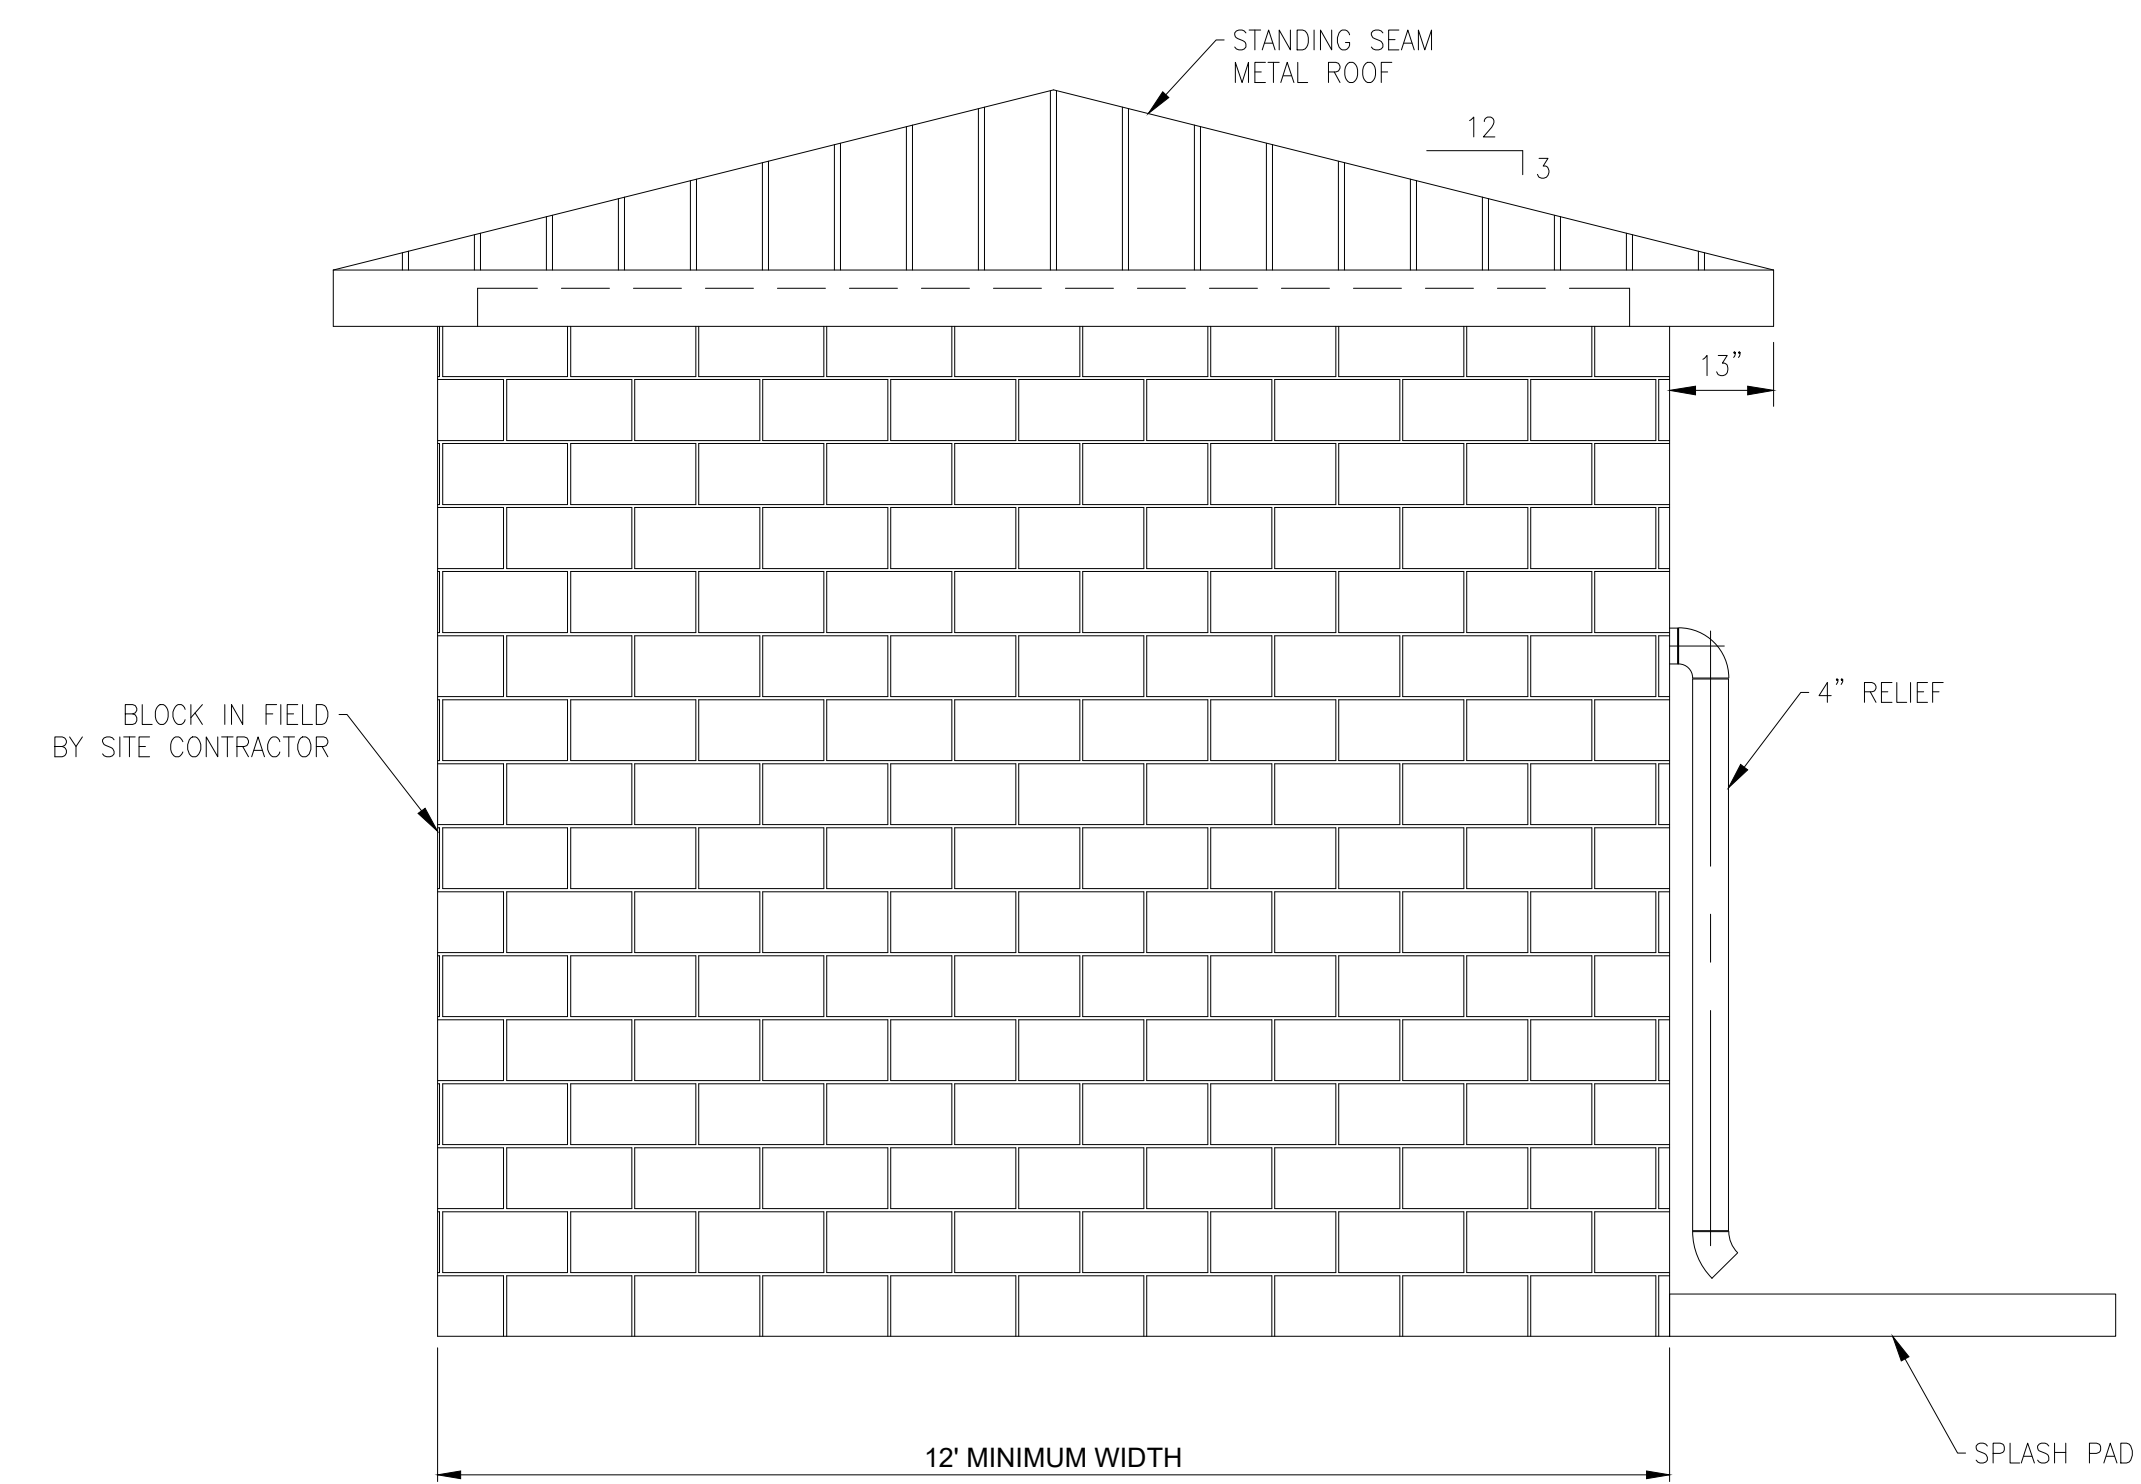 STANDING SEAM
METAL ROOF
12
3
13”
BLOCK IN FIELD
BY SITE CONTRACTOR
4” RELIEF
12' MINIMUM WIDTH
SPLASH PAD